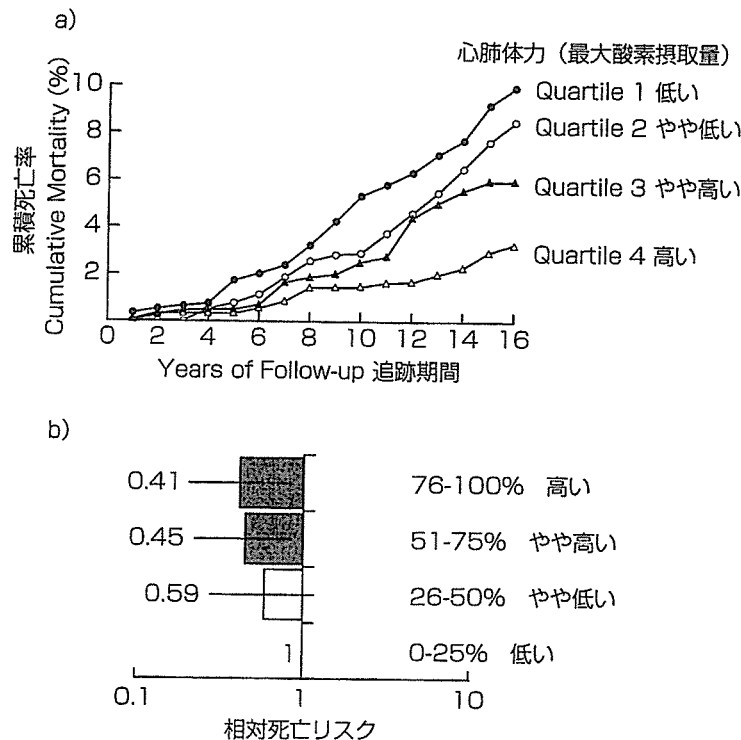 a)
心肺体力（最大酸素摂取量）
累積死亡率
Cumulative Mortality (%)
10
8
6
4
2
Quartile 1 低い
Quartile 2 やや低い
Quartile 3 やや高い
Quartile 4 高い
0 2 4 6 8 10 12 14 16
Years of Follow-up 追跡期間
b)
0.41 76-100% 高い
0.45 51-75% やや高い
0.59 26-50% やや低い
1 0-25% 低い
0.1 1 10
相対死亡リスク